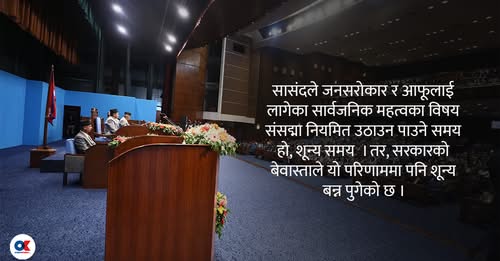 सासंदले जनसरोकार र आफूलाई
लागेका सार्वजनिक महत्वका विषय
संसद्मा नियमित उठाउन पाउने समय
हो, शून्य समय । तर, सरकारको
बेवास्ताले यो परिणाममा पनि शून्य
बन्न पुगेको छ ।